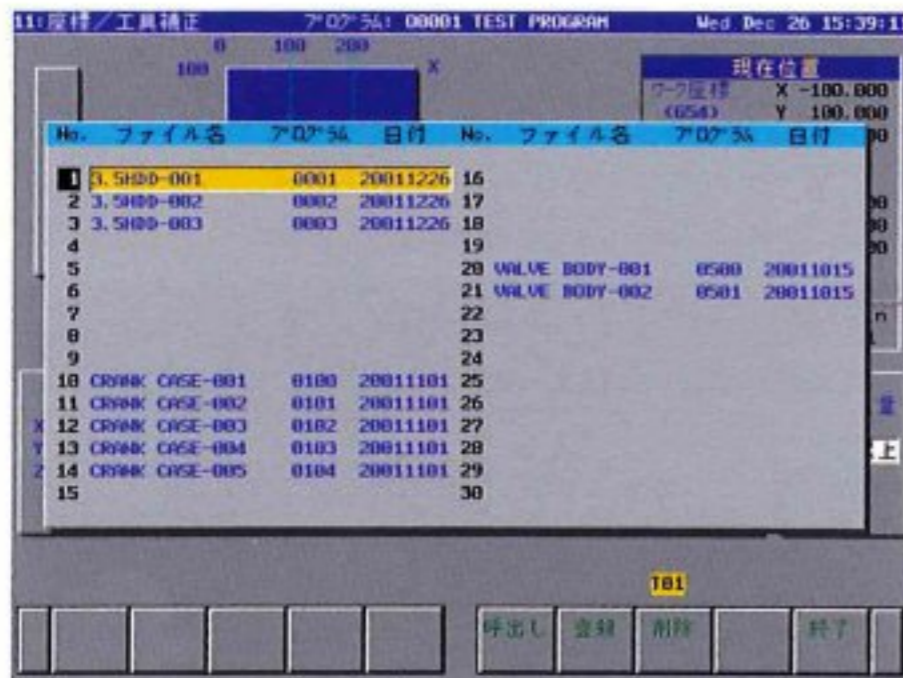 11:座標/工具補正 プログラム: O0001 TEST PROGRAM Wed Dec 26 15:39:1
0 100 200
100 X
現在位置
ワーク座標 X -100.000
(G54) Y 100.000
No. ファイル名 プログラム 日付 No. ファイル名 プログラム 日付
1 3.5HDD-001 0001 20011226 16
2 3.5HDD-002 0002 20011226 17
3 3.5HDD-003 0003 20011226 18
4 19
5 20 VALVE BODY-001 0500 20011015
6 21 VALVE BODY-002 0501 20011015
7 22
8 23
9 24
10 CRANK CASE-001 0100 20011101 25
11 CRANK CASE-002 0101 20011101 26
X 12 CRANK CASE-003 0102 20011101 27
Y 13 CRANK CASE-004 0103 20011101 28
Z 14 CRANK CASE-005 0104 20011101 29
15 30
量
上
T01
呼出し 登録 削除 終了